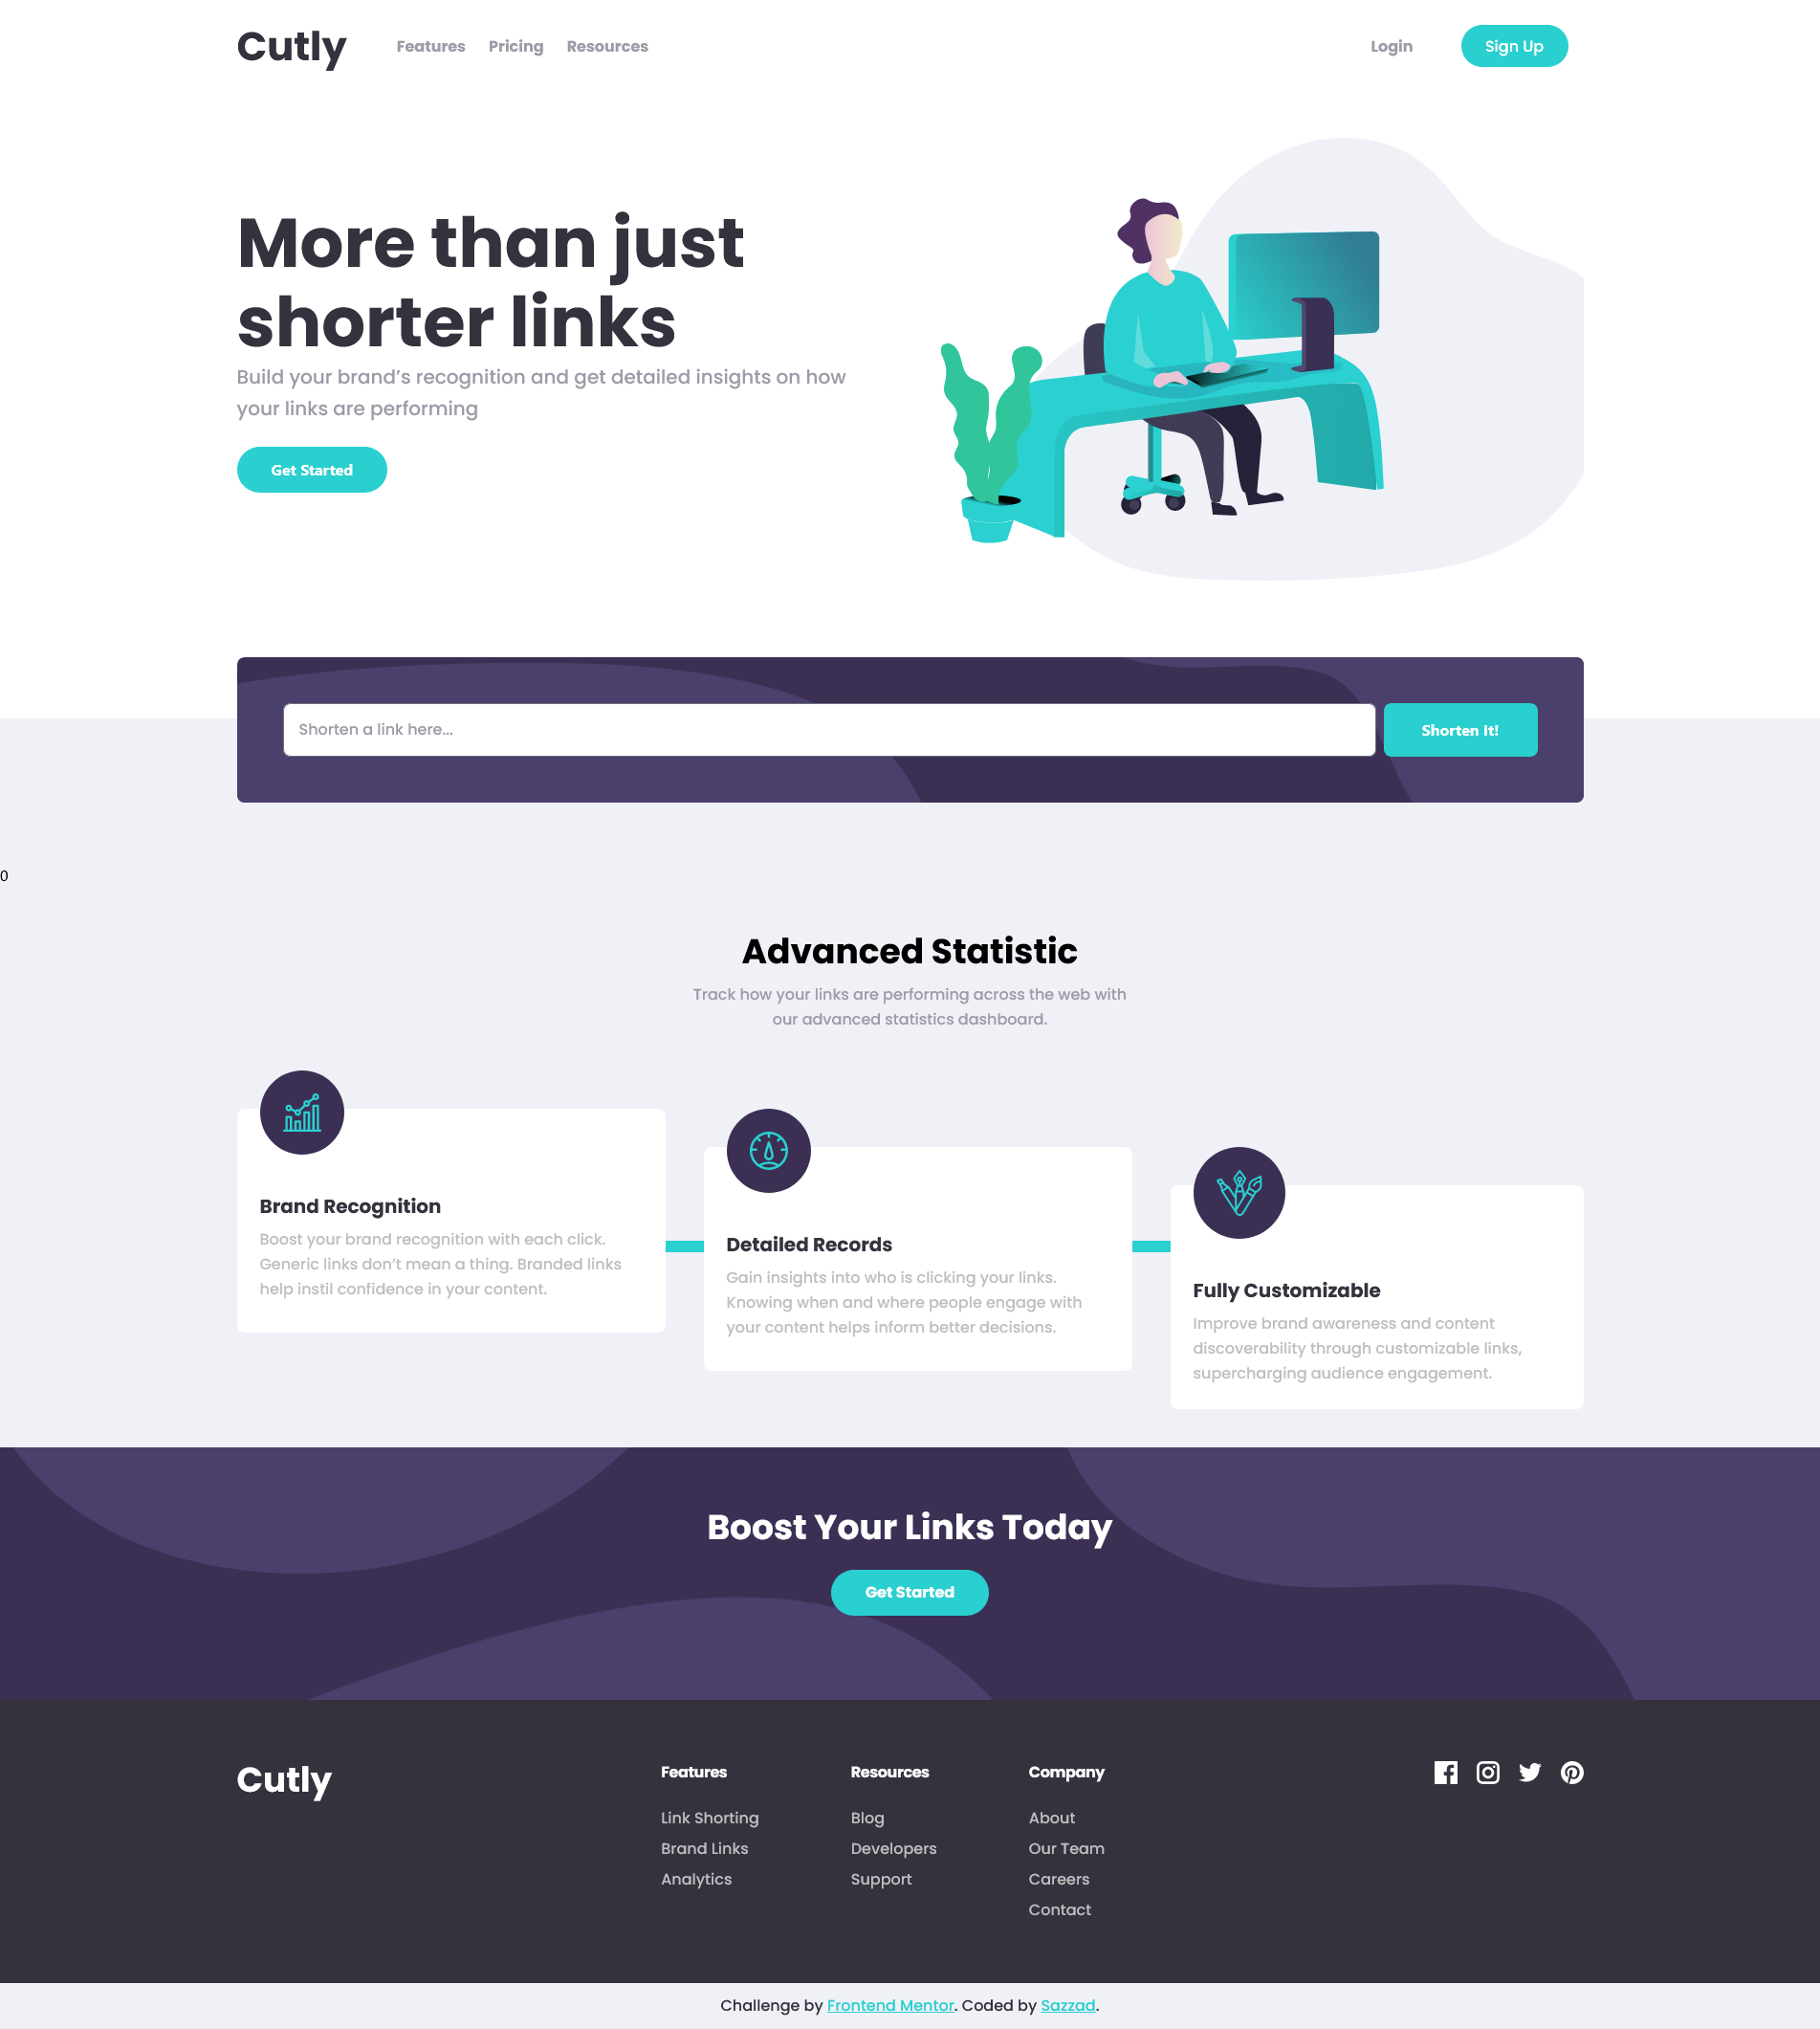 Cutly
Features
Pricing
Resources
Login
Sign Up
More than just
shorter links
Build your brand’s recognition and get detailed insights on how
your links are performing
Get Started
Shorten a link here...
Shorten It!
0
Advanced Statistic
Track how your links are performing across the web with
our advanced statistics dashboard.
Brand Recognition
Boost your brand recognition with each click.
Generic links don’t mean a thing. Branded links
help instil confidence in your content.
Detailed Records
Gain insights into who is clicking your links.
Knowing when and where people engage with
your content helps inform better decisions.
Fully Customizable
Improve brand awareness and content
discoverability through customizable links,
supercharging audience engagement.
Boost Your Links Today
Get Started
Cutly
Features
Link Shorting
Brand Links
Analytics
Resources
Blog
Developers
Support
Company
About
Our Team
Careers
Contact
Challenge by Frontend Mentor. Coded by Sazzad.